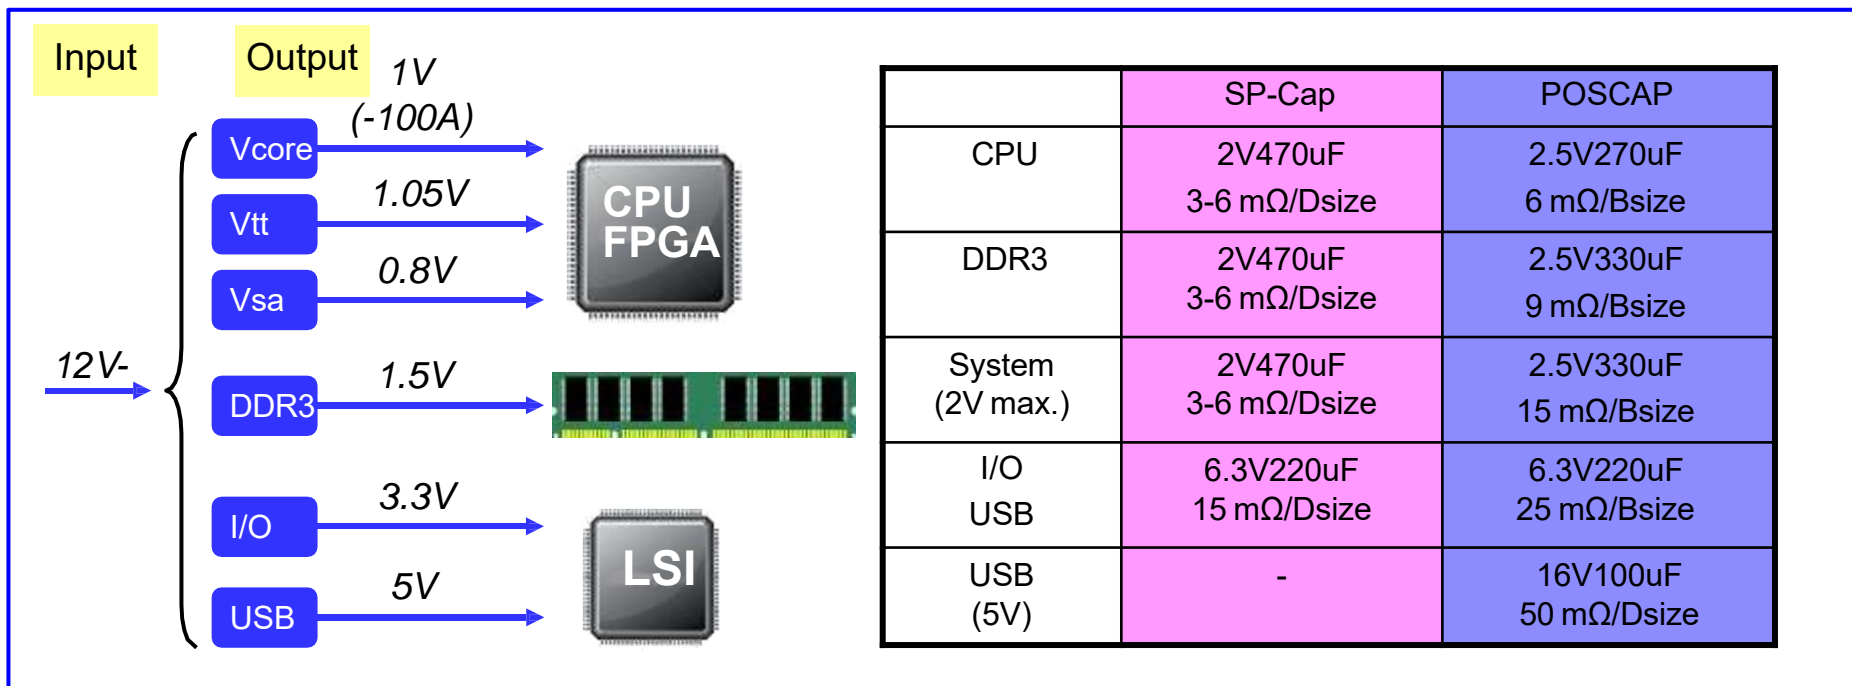 Input
Output
1V
(-100A)
Vcore
1.05V
Vtt
0.8V
Vsa
12V-
1.5V
DDR3
3.3V
I/O
5V
USB
CPU
FPGA
LSI
SP-Cap POSCAP
CPU 2V470uF 2.5V270uF
3-6 mΩ/Dsize 6 mΩ/Bsize
DDR3 2V470uF 2.5V330uF
3-6 mΩ/Dsize 9 mΩ/Bsize
System 2V470uF 2.5V330uF
(2V max.) 3-6 mΩ/Dsize 15 mΩ/Bsize
I/O 6.3V220uF 6.3V220uF
USB 15 mΩ/Dsize 25 mΩ/Bsize
USB - 16V100uF
(5V) 50 mΩ/Dsize